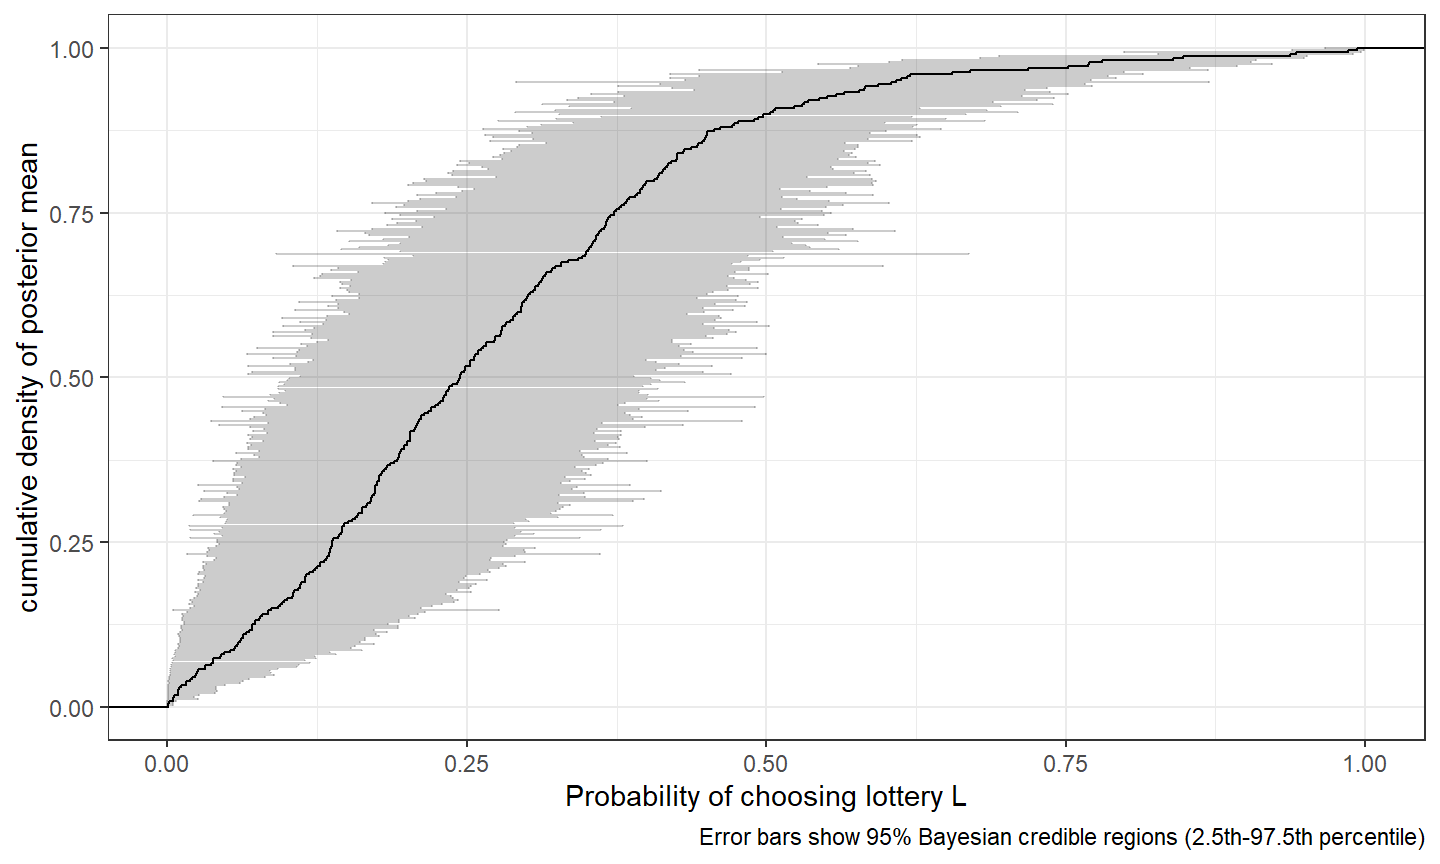 cumulative density of posterior mean
1.00
0.75
0.50
0.25
0.00
0.00 0.25 0.50 0.75 1.00
Probability of choosing lottery L
Error bars show 95% Bayesian credible regions (2.5th-97.5th percentile)